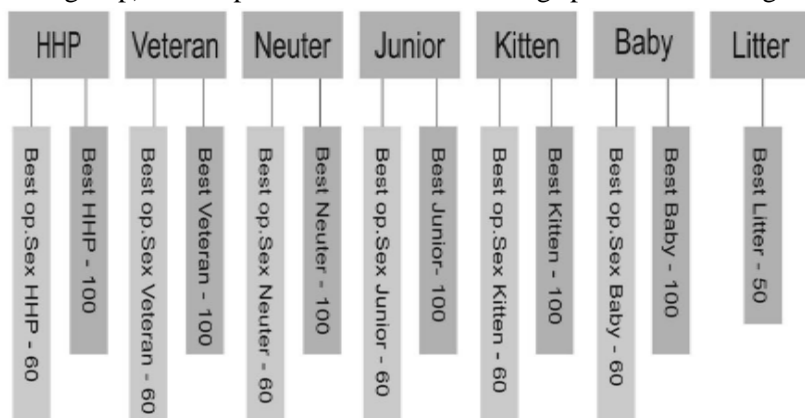 HHP
Veteran
Neuter
Junior
Kitten
Baby
Litter
Best op.Sex HHP - 60
Best HHP - 100
Best op.Sex Veteran - 60
Best Veteran - 100
Best op.Sex Neuter - 60
Best Neuter - 100
Best op.Sex Junior - 60
Best Junior- 100
Best op.Sex Kitten - 60
Best Kitten - 100
Best op.Sex Baby - 60
Best Baby - 100
Best Litter - 50